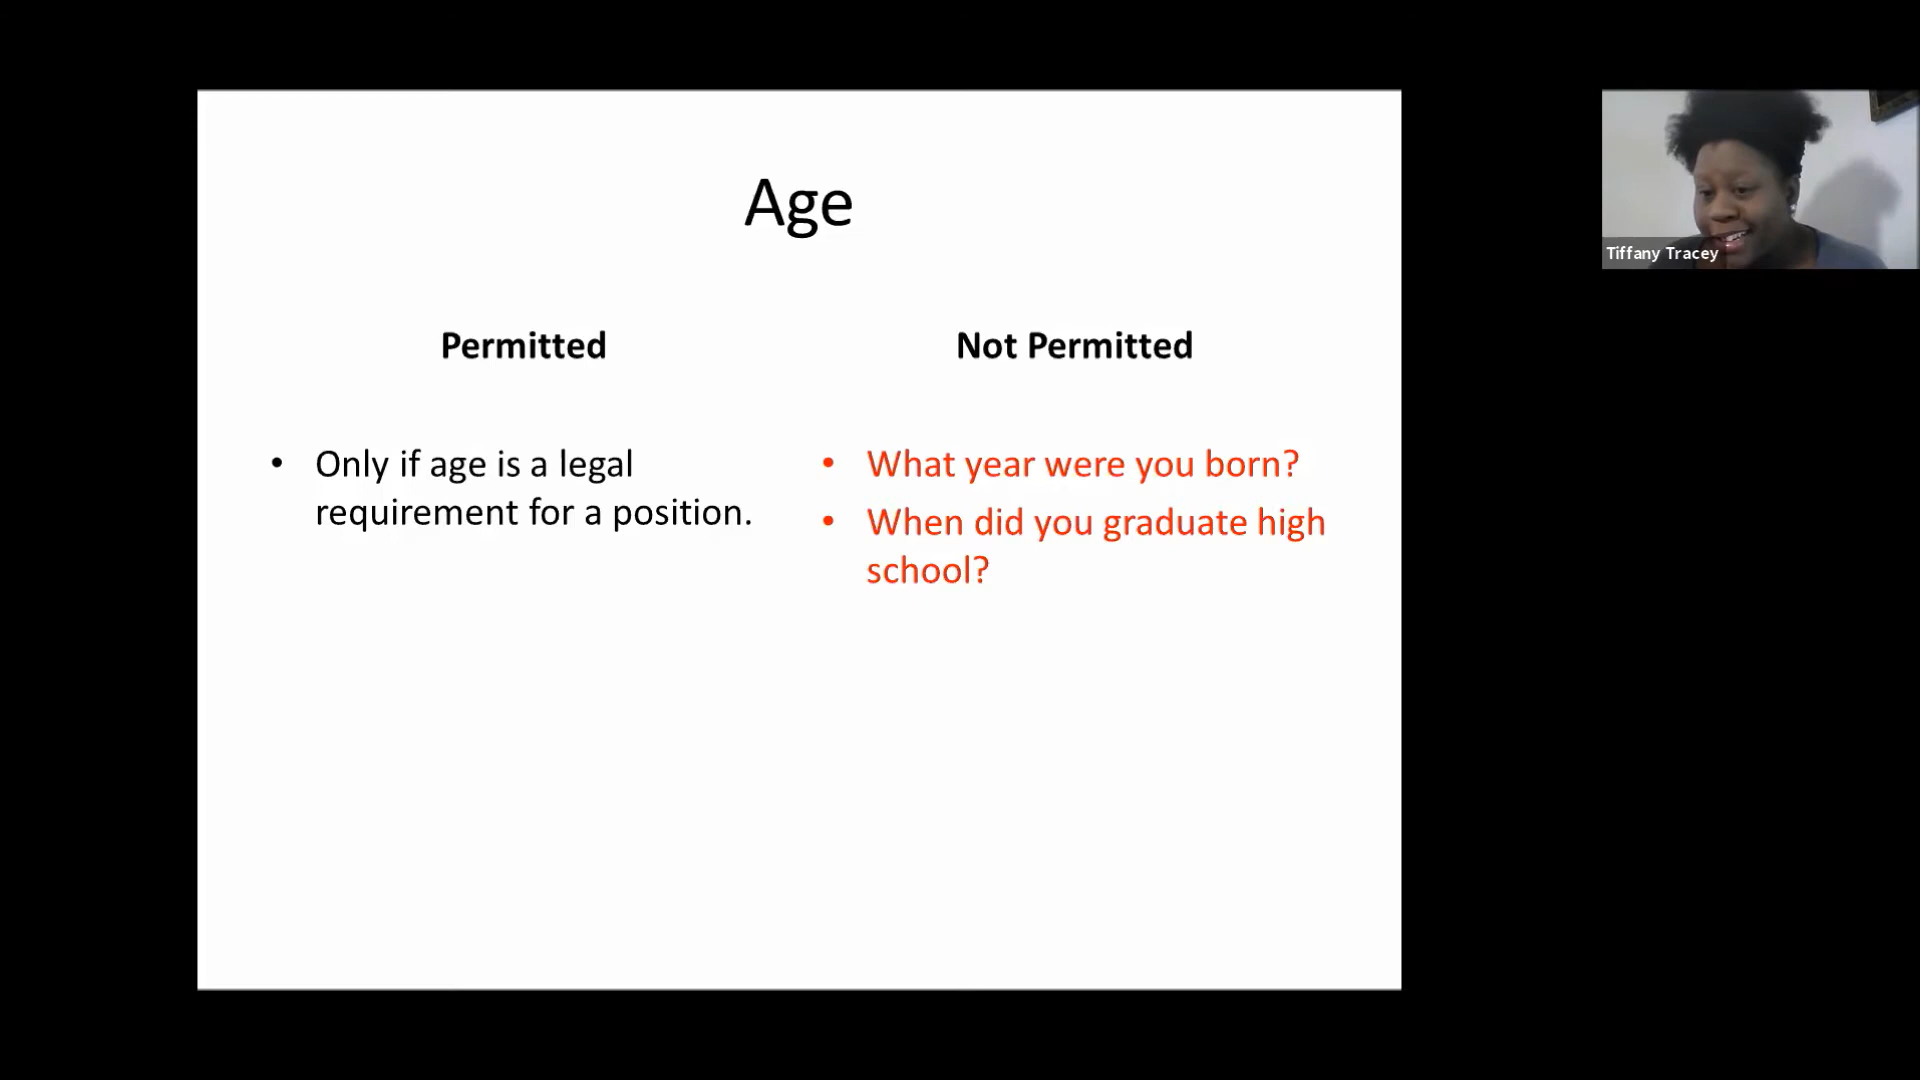 Age
Permitted
• Only if age is a legal
requirement for a position.
Not Permitted
• What year were you born?
• When did you graduate high
school?
Tiffany Tracey